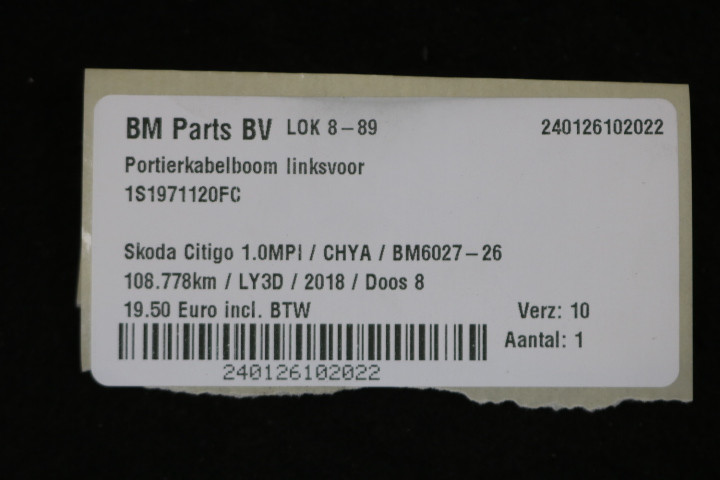 BM Parts BV LOK 8-89 240126102022
Portierkabelboom linksvoor
1S1971120FC
Skoda Citigo 1.0MPI / CHYA / BM6027-26
108.778km / LY3D / 2018 / Doos 8
19.50 Euro incl. BTW Verz: 10
Aantal: 1
240126102022